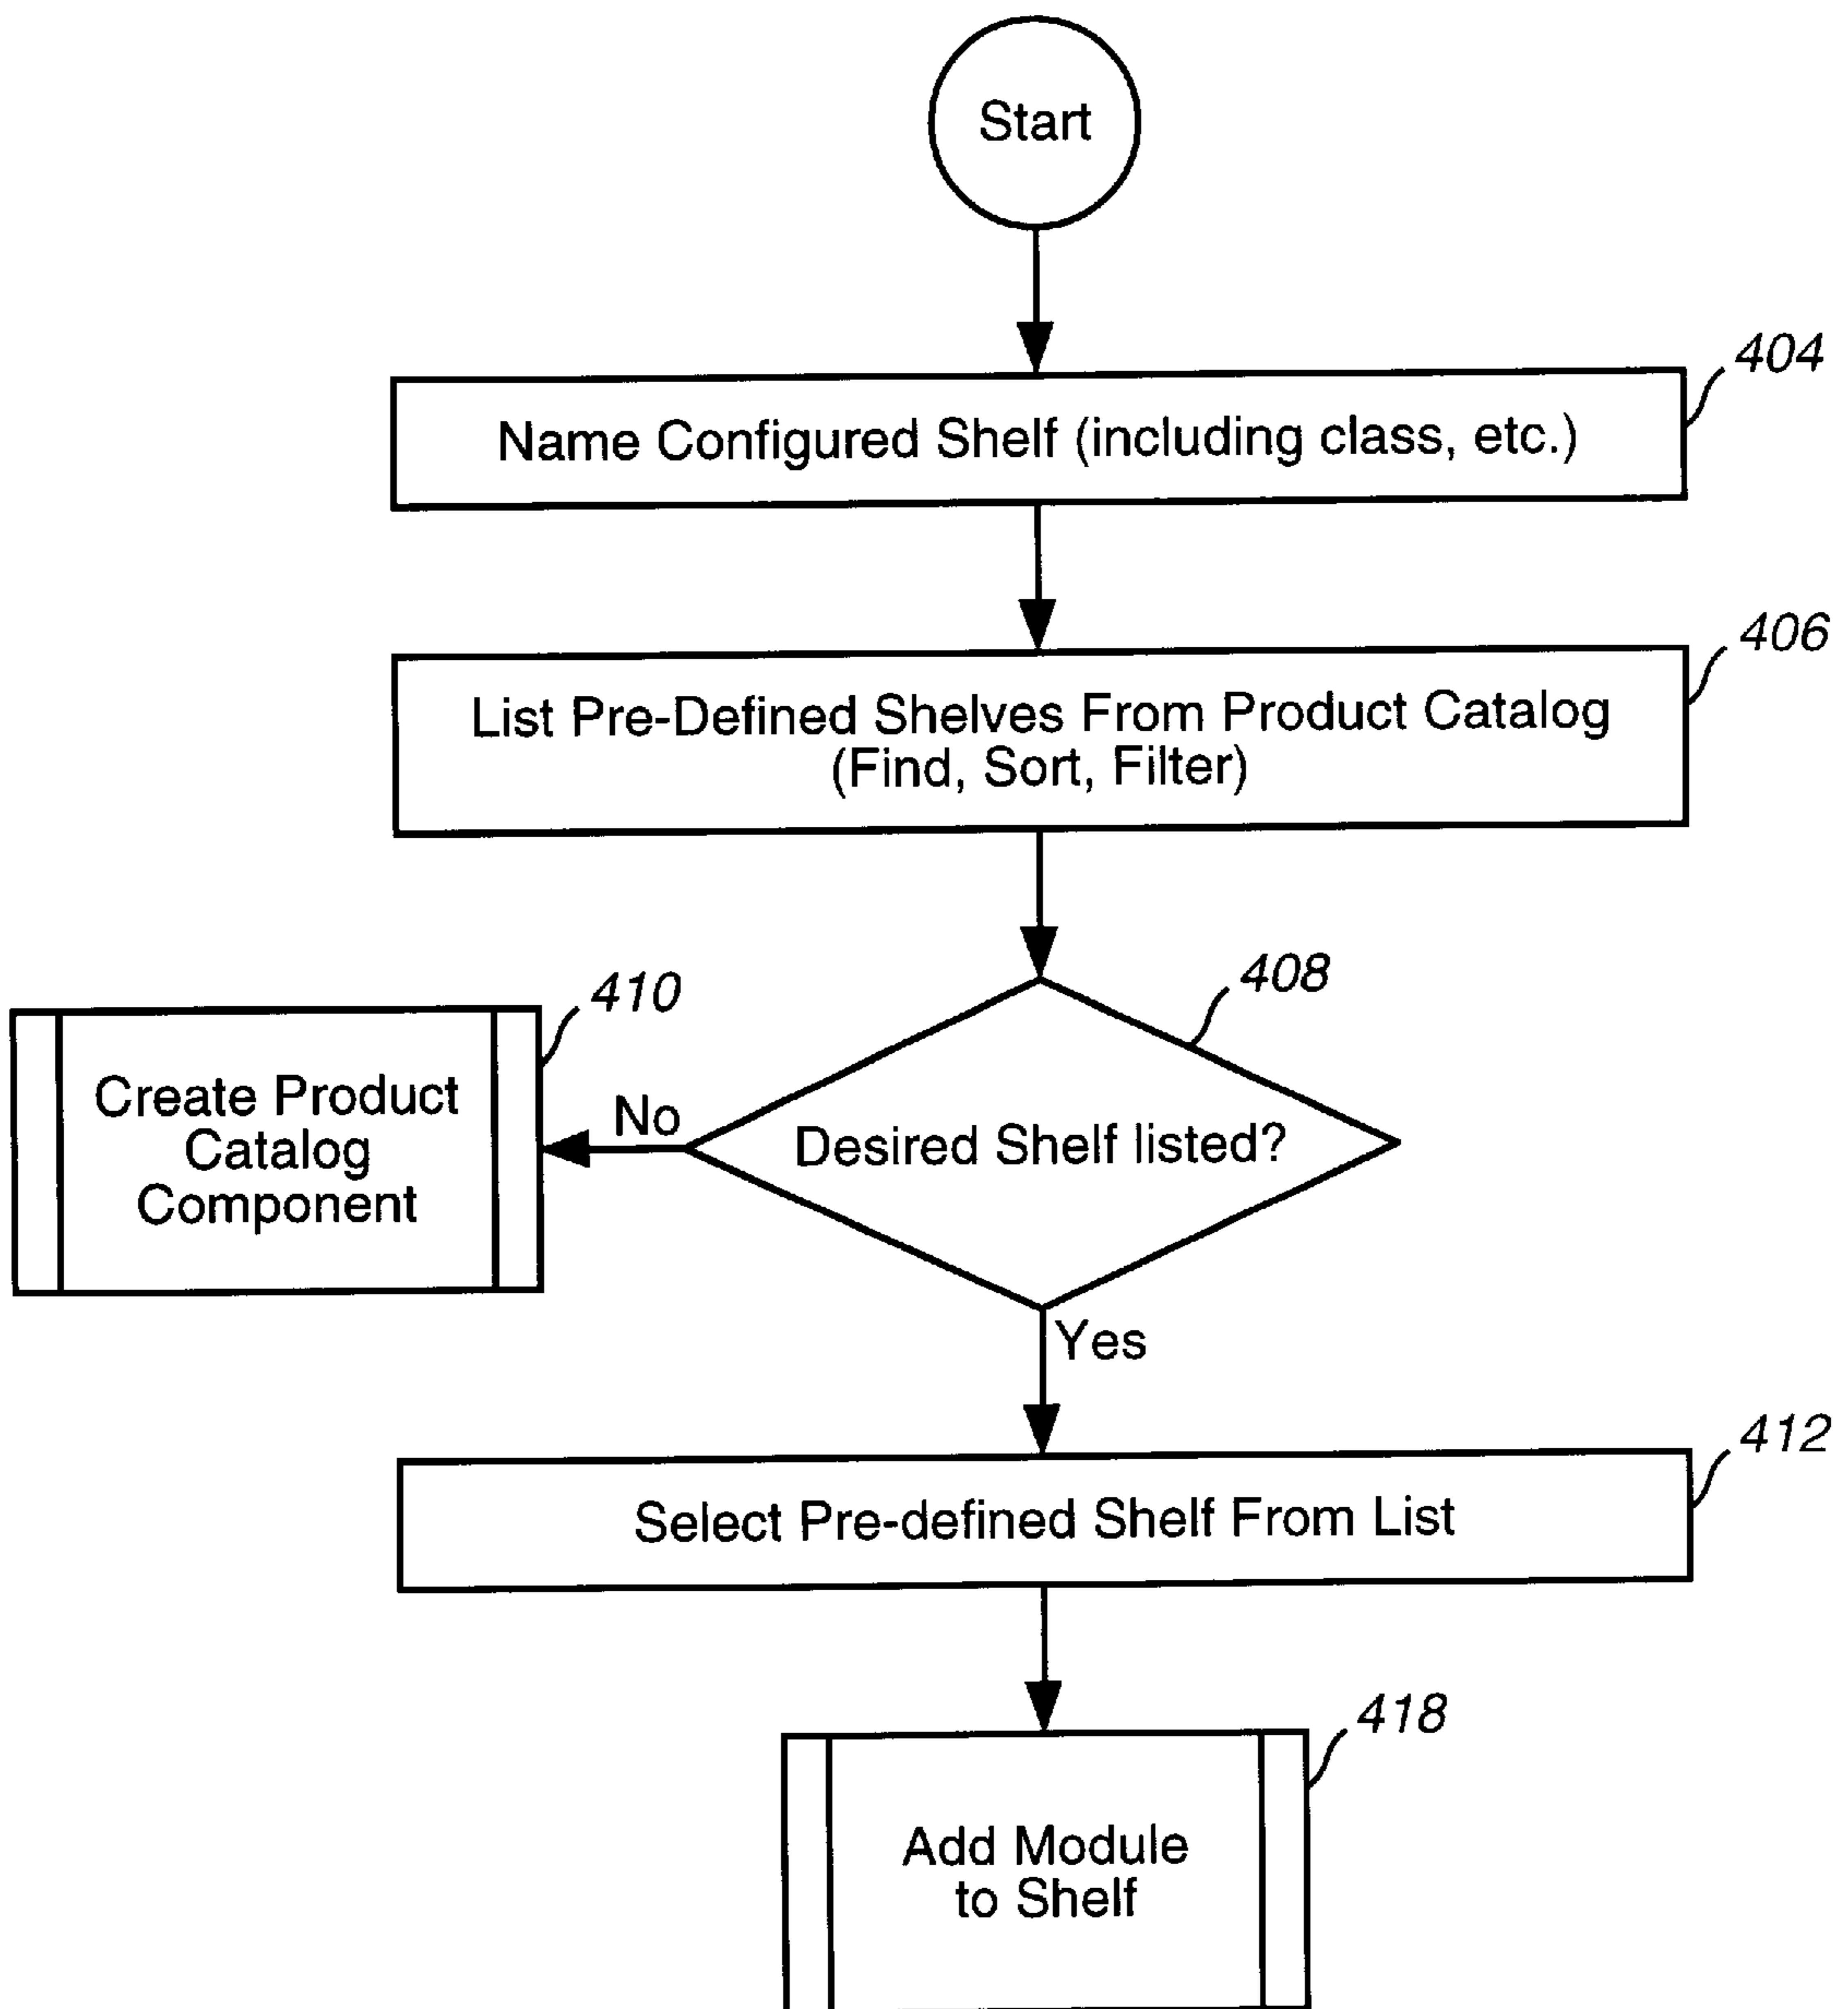 Start
404
Name Configured Shelf (including class, etc.)
406
List Pre-Defined Shelves From Product Catalog
(Find, Sort, Filter)
408
410
Create Product
Catalog
Component
No
Desired Shelf listed?
Yes
412
Select Pre-defined Shelf From List
418
Add Module
to Shelf